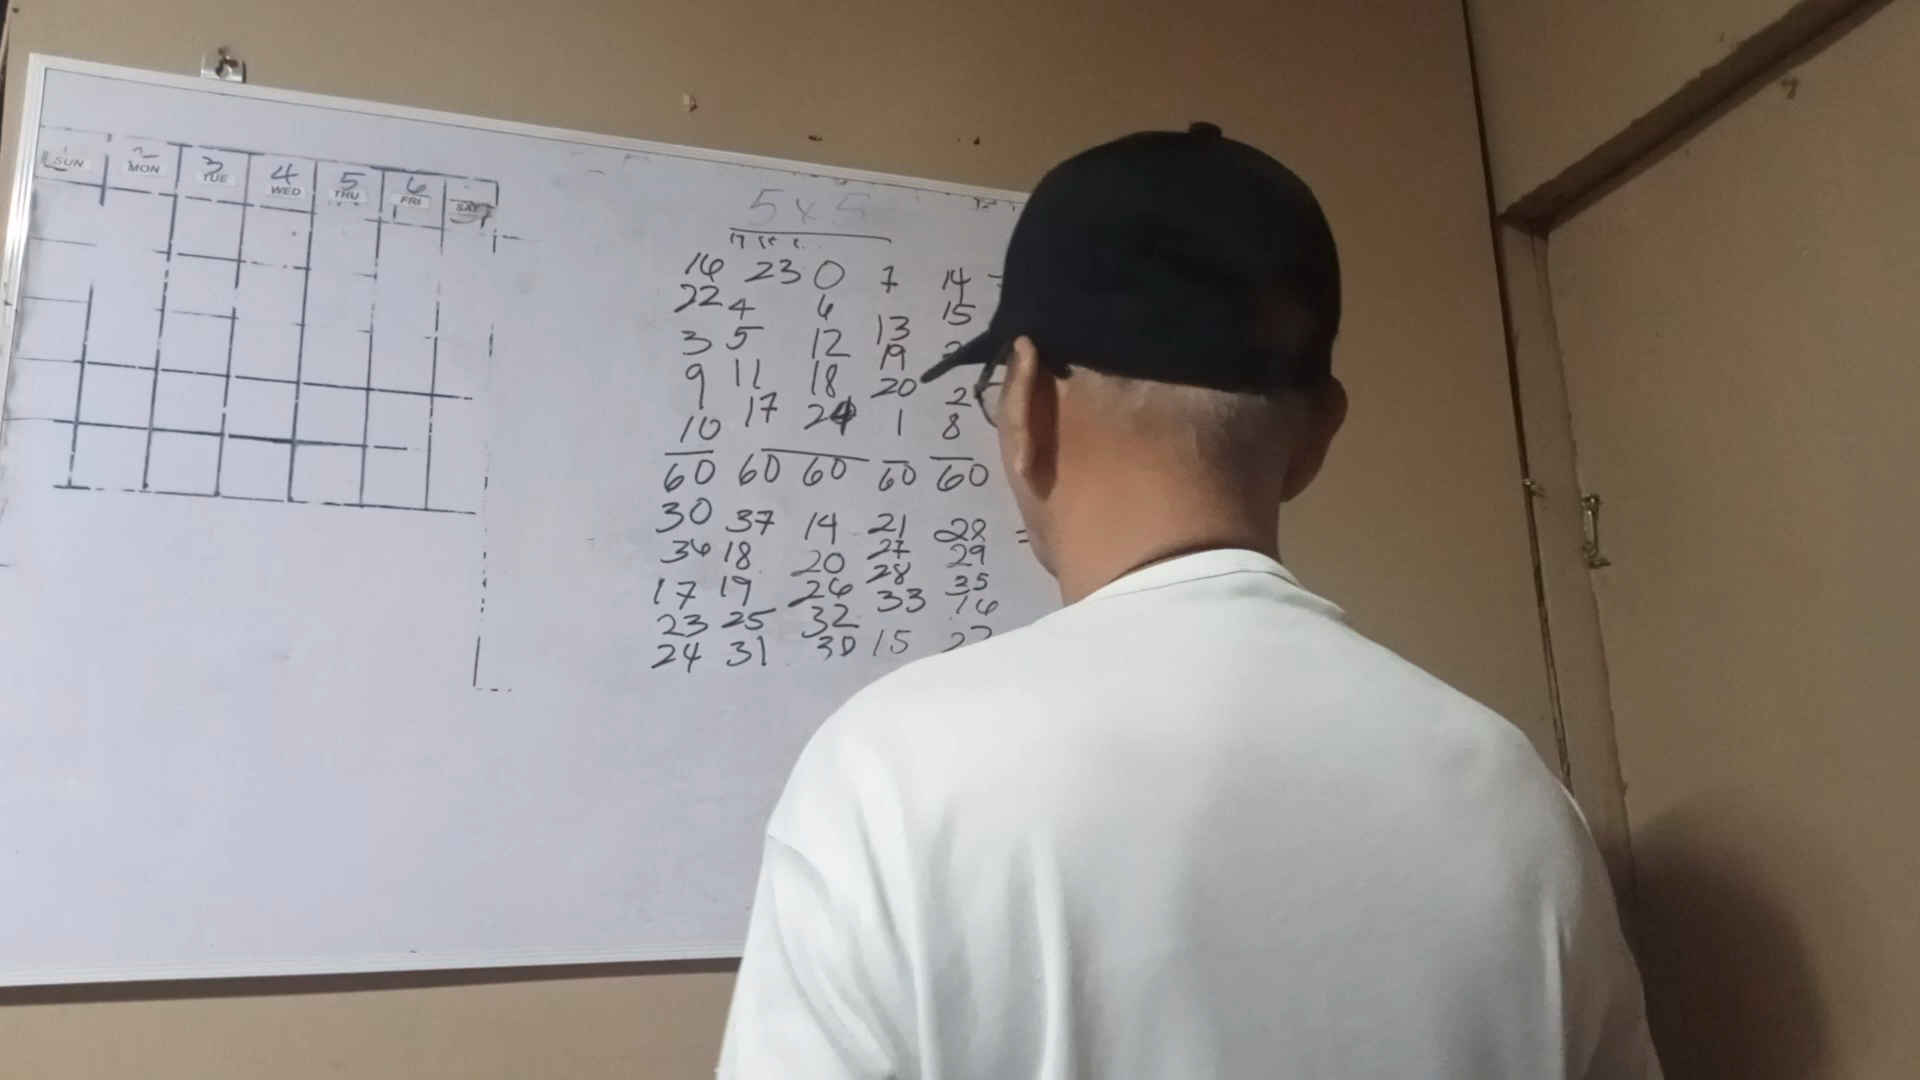 SUN MON TUE WED THU FRI SAT
2 3 4 5 6
5x5
16 23 0 7 14
22 4 6 13 15
3 5 12 19
9 11 18 20 2
10 17 24 1 8
60 60 60 60 60
30 37 14 21 28 =
36 18 20 27 29
17 19 26 28 35
23 25 32 33 16
24 31 15